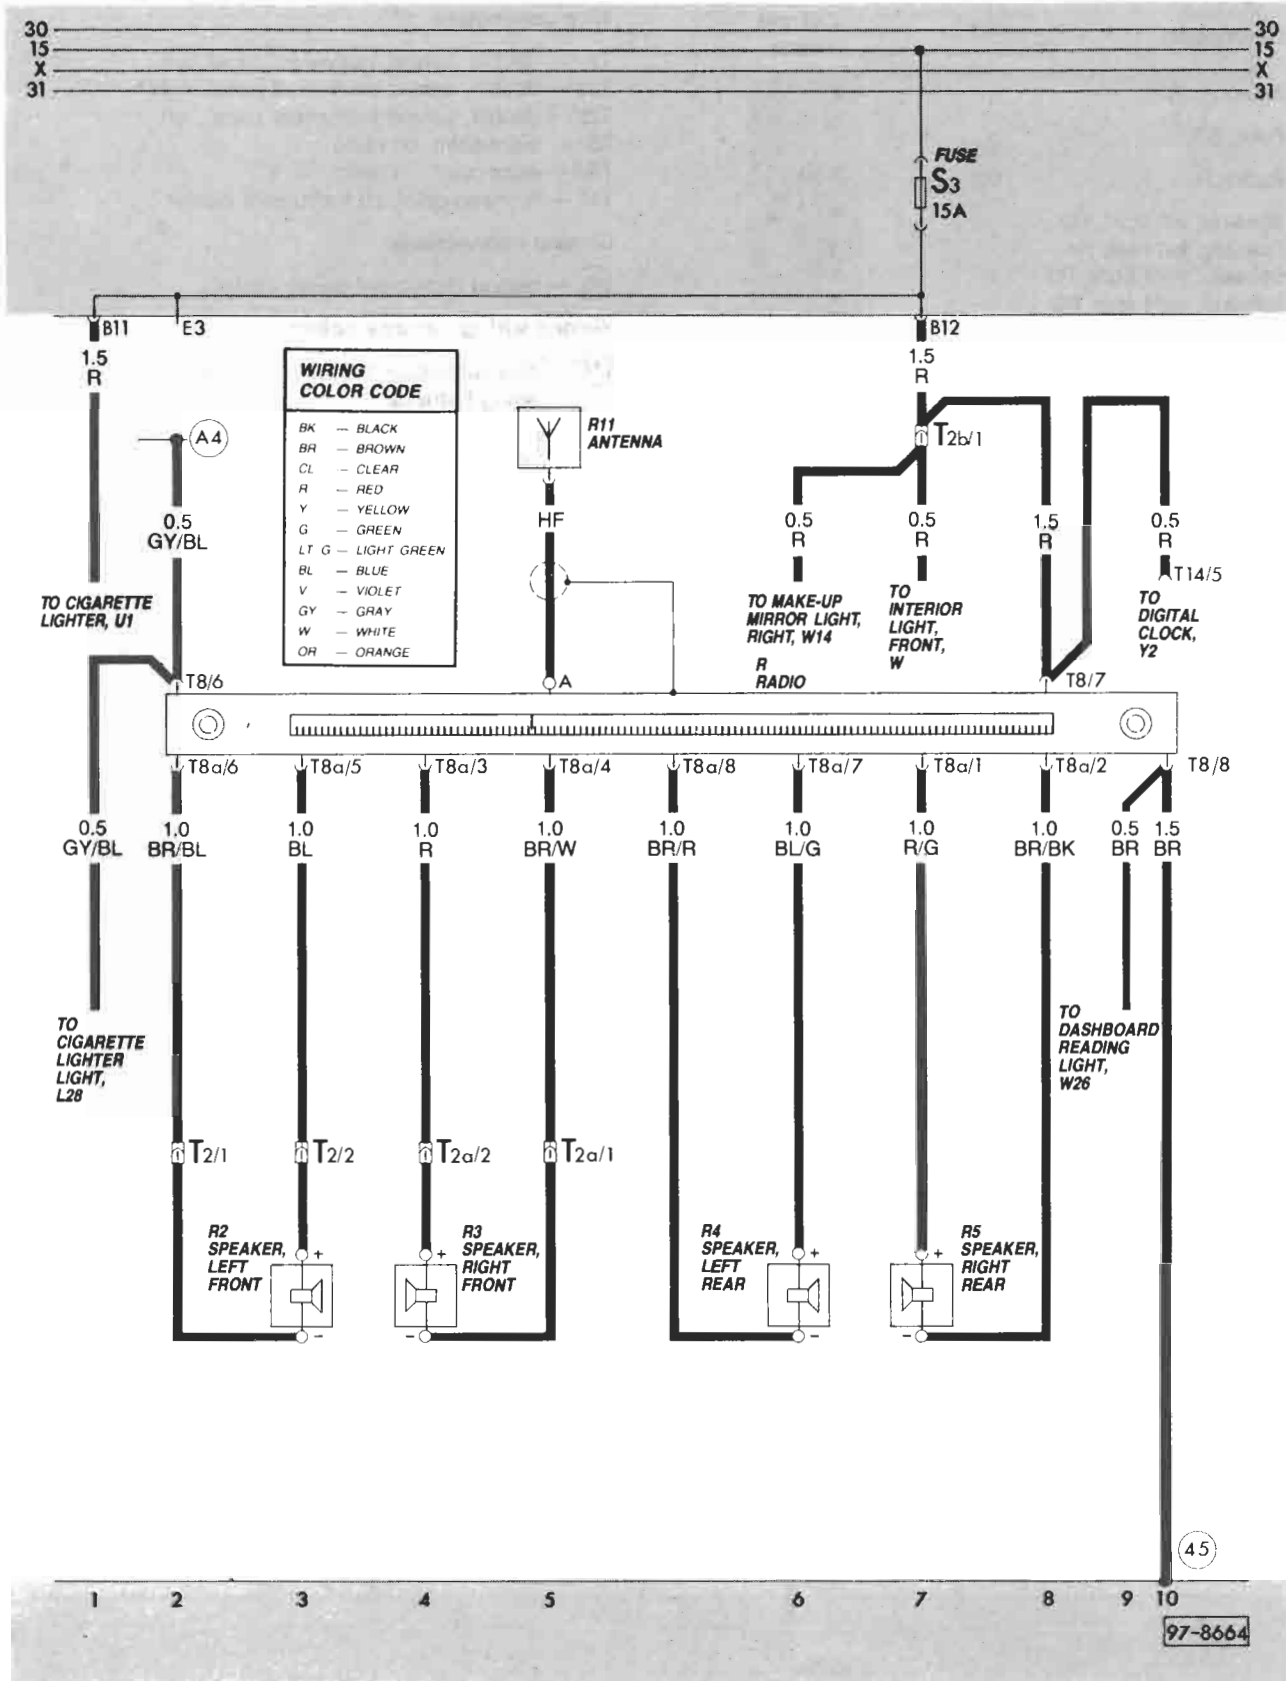 30 30
15 15
X X
31 31
FUSE
S3
15A
B11 E3 B12
1.5
R
1.5
R
WIRING
COLOR CODE
BK — BLACK
BR — BROWN
CL — CLEAR
R — RED
Y — YELLOW
G — GREEN
LT G — LIGHT GREEN
BL — BLUE
V — VIOLET
GY — GRAY
W — WHITE
OR — ORANGE
A4
R11
ANTENNA
T2b/1
0.5
GY/BL
HF
0.5
R
0.5
R
1.5
R
0.5
R
T14/5
TO CIGARETTE
LIGHTER, U1
TO MAKE-UP
MIRROR LIGHT,
RIGHT, W14
TO
INTERIOR
LIGHT,
FRONT,
W
TO
DIGITAL
CLOCK,
Y2
R
RADIO
T8/6 A T8/7
T8a/6 T8a/5 T8a/3 T8a/4 T8a/8 T8a/7 T8a/1 T8a/2 T8/8
0.5 1.0 1.0 1.0 1.0 1.0 1.0 1.0 1.0 0.5 1.5
GY/BL BR/BL BL R BR/W BR/R BL/G R/G BR/BK BR BR
TO
CIGARETTE
LIGHTER
LIGHT,
L28
TO
DASHBOARD
READING
LIGHT,
W26
T2/1 T2/2 T2a/2 T2a/1
R2
SPEAKER,
LEFT
FRONT
+
-
R3
SPEAKER,
RIGHT
FRONT
+
-
R4
SPEAKER,
LEFT
REAR
+
-
R5
SPEAKER,
RIGHT
REAR
+
-
45
1 2 3 4 5 6 7 8 9 10
97-8664